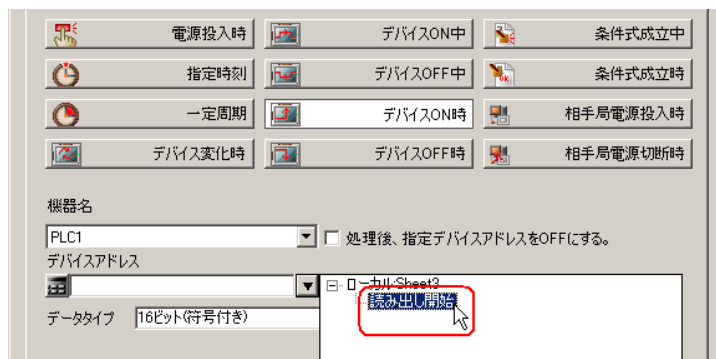 電源投入時 デバイスON中 条件式成立中
指定時刻 デバイスOFF中 条件式成立時
一定周期 デバイスON時 相手局電源投入時
デバイス変化時 デバイスOFF時 相手局電源切断時
機器名
PLC1 処理後、指定デバイスアドレスをOFFにする。
デバイスアドレス
ローカル:Sheet3
読み出し開始
データタイプ 16ビット(符号付き)